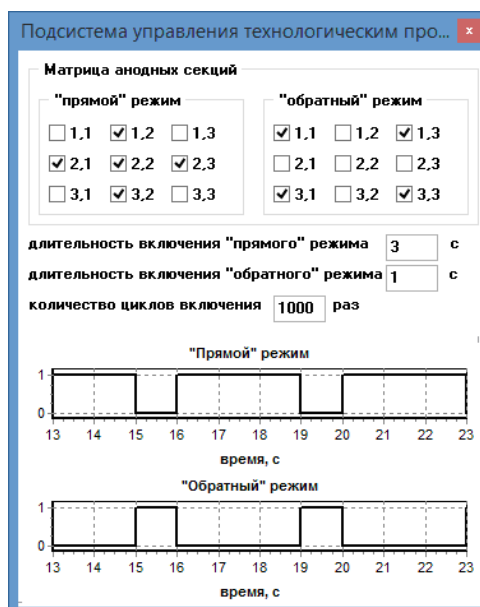 Подсистема управления технологическим про... x
Матрица анодных секций
"прямой" режим "обратный" режим
1,1 1,2 1,3 1,1 1,2 1,3
2,1 2,2 2,3 2,1 2,2 2,3
3,1 3,2 3,3 3,1 3,2 3,3
длительность включения "прямого" режима 3 с
длительность включения "обратного" режима 1 с
количество циклов включения 1000 раз
"Прямой" режим
1
0
13 14 15 16 17 18 19 20 21 22 23
время, с
"Обратный" режим
1
0
13 14 15 16 17 18 19 20 21 22 23
время, с